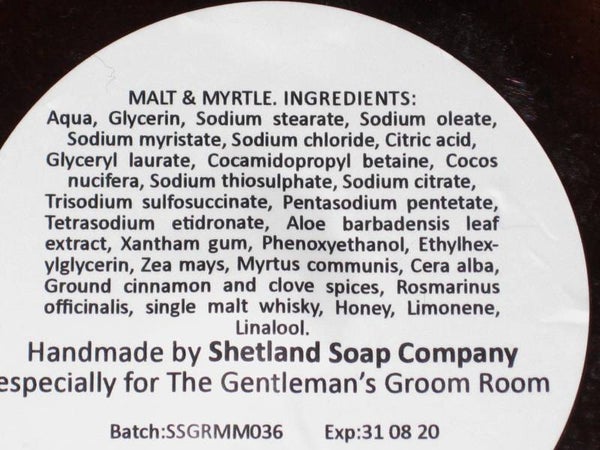 MALT & MYRTLE. INGREDIENTS:
Aqua, Glycerin, Sodium stearate, Sodium oleate,
Sodium myristate, Sodium chloride, Citric acid,
Glyceryl laurate, Cocamidopropyl betaine, Cocos
nucifera, Sodium thiosulphate, Sodium citrate,
Trisodium sulfosuccinate, Pentasodium pentetate,
Tetrasodium etidronate, Aloe barbadensis leaf
extract, Xantham gum, Phenoxyethanol, Ethylhex-
ylglycerin, Zea mays, Myrtus communis, Cera alba,
Ground cinnamon and clove spices, Rosmarinus
officinalis, single malt whisky, Honey, Limonene,
Linalool.
Handmade by Shetland Soap Company
especially for The Gentleman's Groom Room
Batch:SSGRMM036 Exp:31 08 20